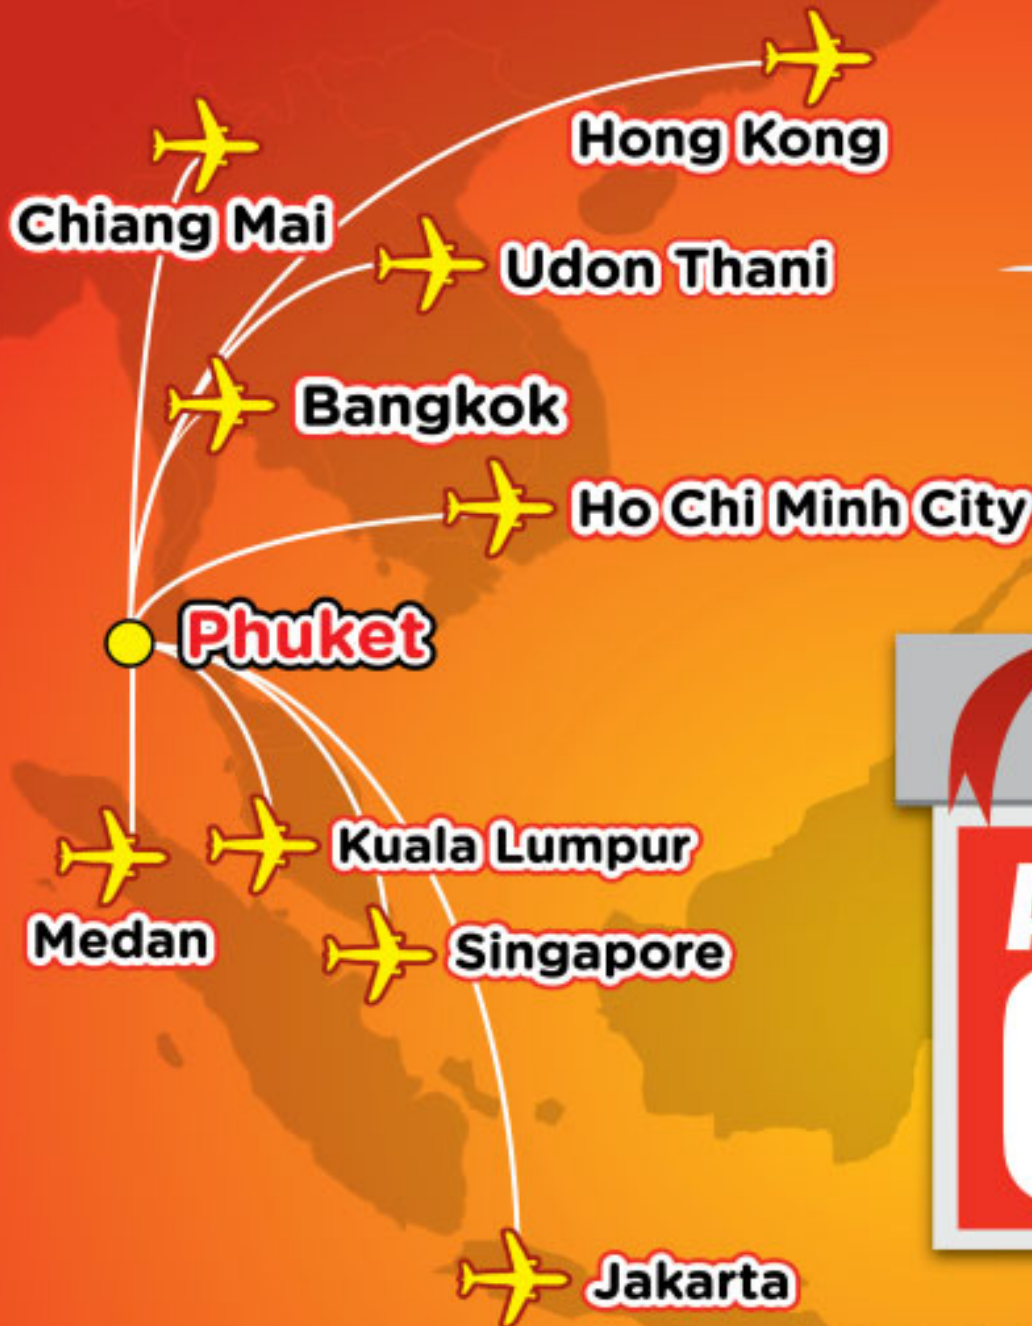 Hong Kong
Chiang Mai
Udon Thani
Bangkok
Ho Chi Minh City
Phuket
Kuala Lumpur
Medan
Singapore
Jakarta